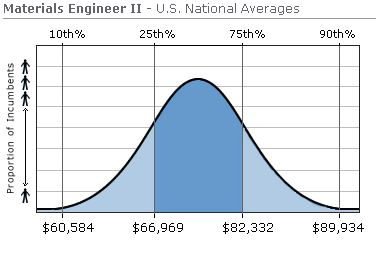 Materials Engineer II - U.S. National Averages
10th% 25th% 75th% 90th%
Proportion of Incumbents
$60,584 $66,969 $82,332 $89,934